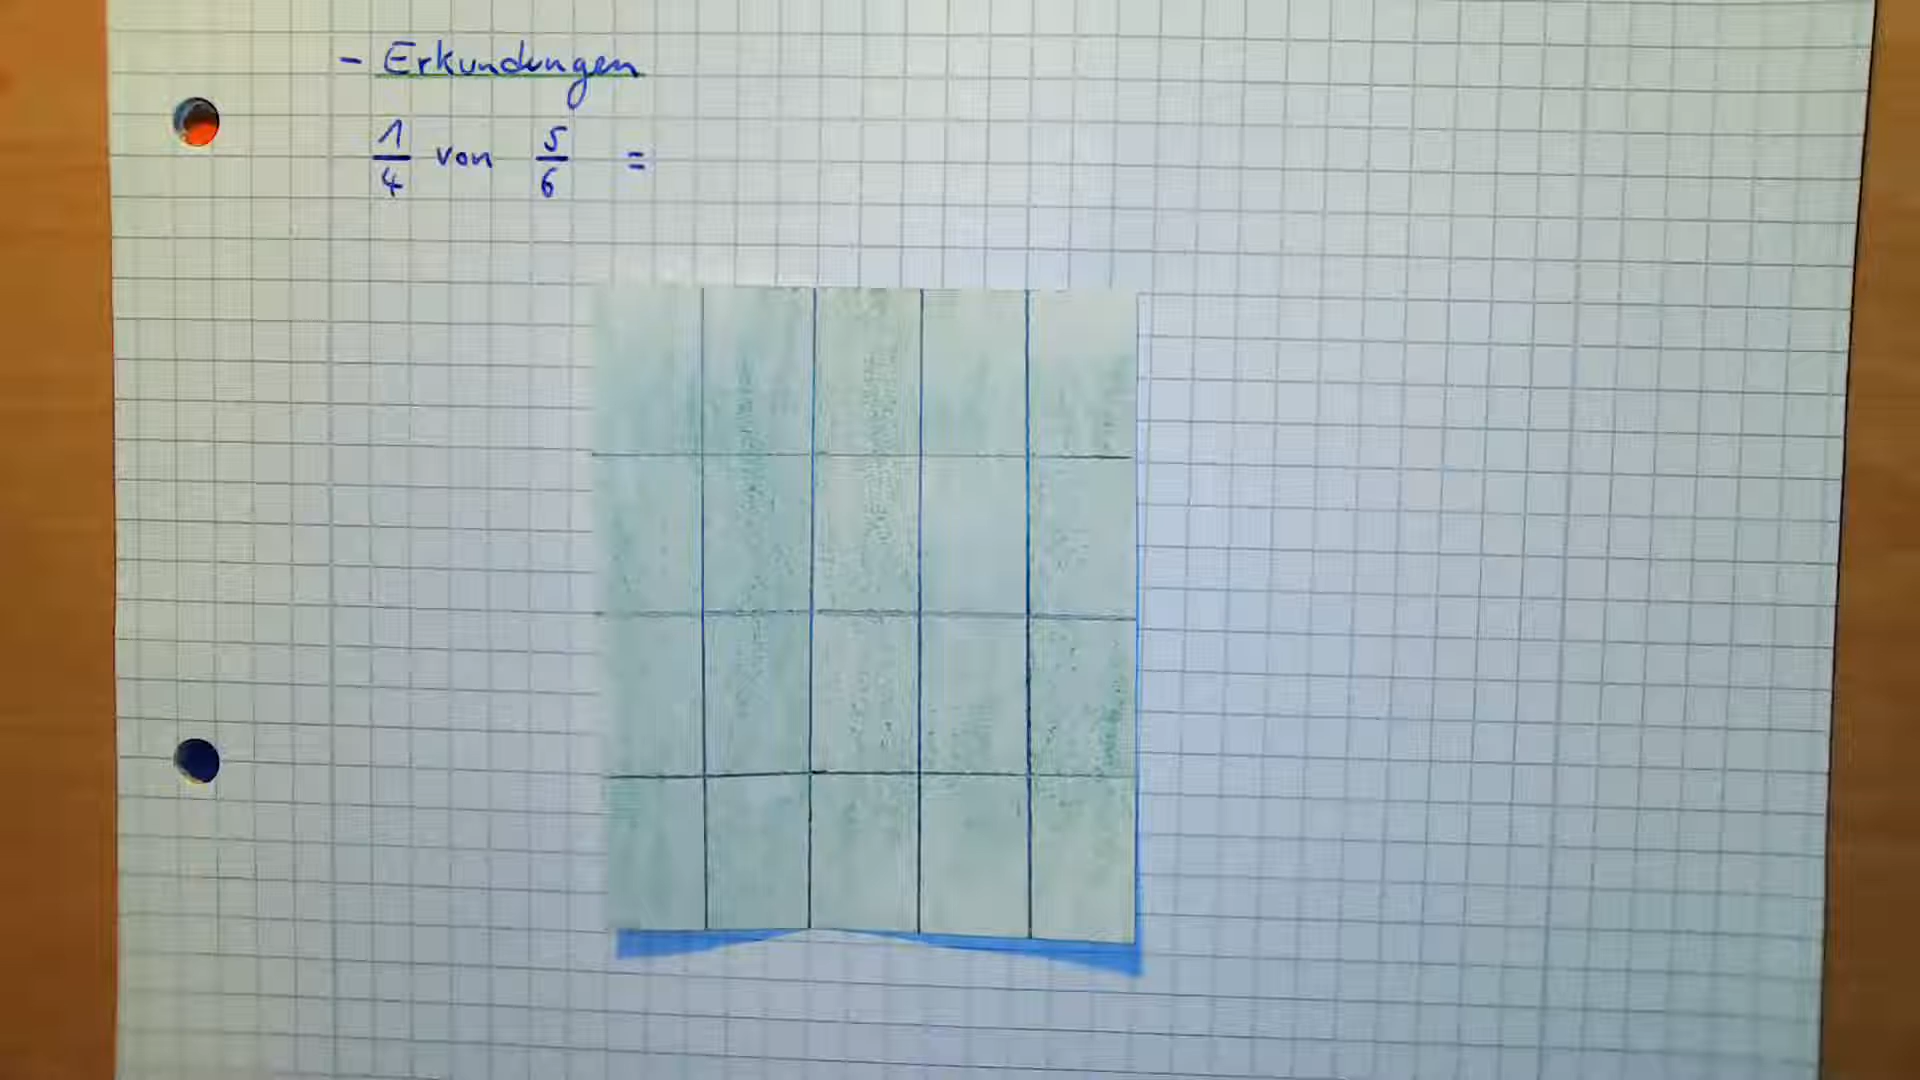 - Erkundungen
1/4 von 5/6 =